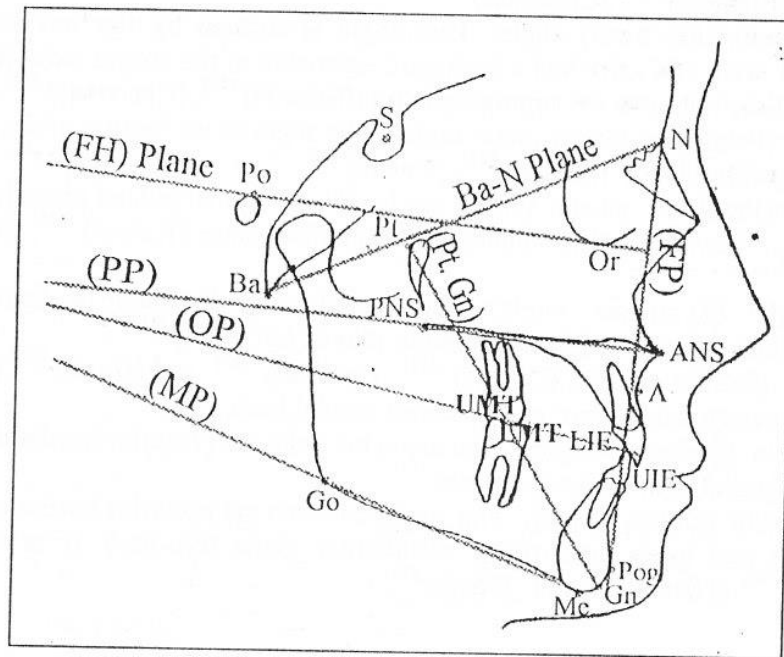 S
N
(FH) Plane
Po
Ba-N Plane
Pt
Or
(FP)
Ba
(Pt. Gn)
(PP)
PNS
ANS
(OP)
A
UMT
LMT
LIE
(MP)
UIE
Go
Pog
Gn
Me